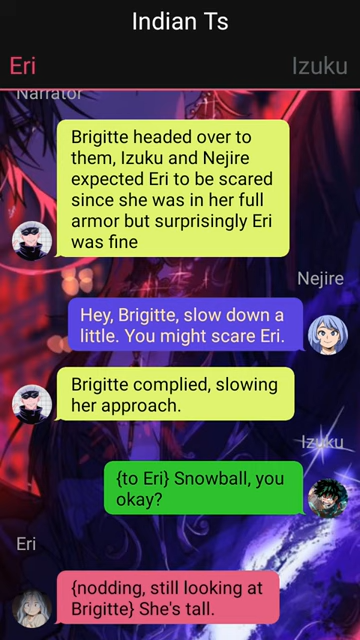 Indian Ts
Eri
Izuku
Narrator
Brigitte headed over to
them, Izuku and Nejire
expected Eri to be scared
since she was in her full
armor but surprisingly Eri
was fine
Nejire
Hey, Brigitte, slow down a
little. You might scare Eri.
Brigitte complied, slowing
her approach.
Izuku
{to Eri} Snowball, you
okay?
Eri
{nodding, still looking at
Brigitte} She's tall.